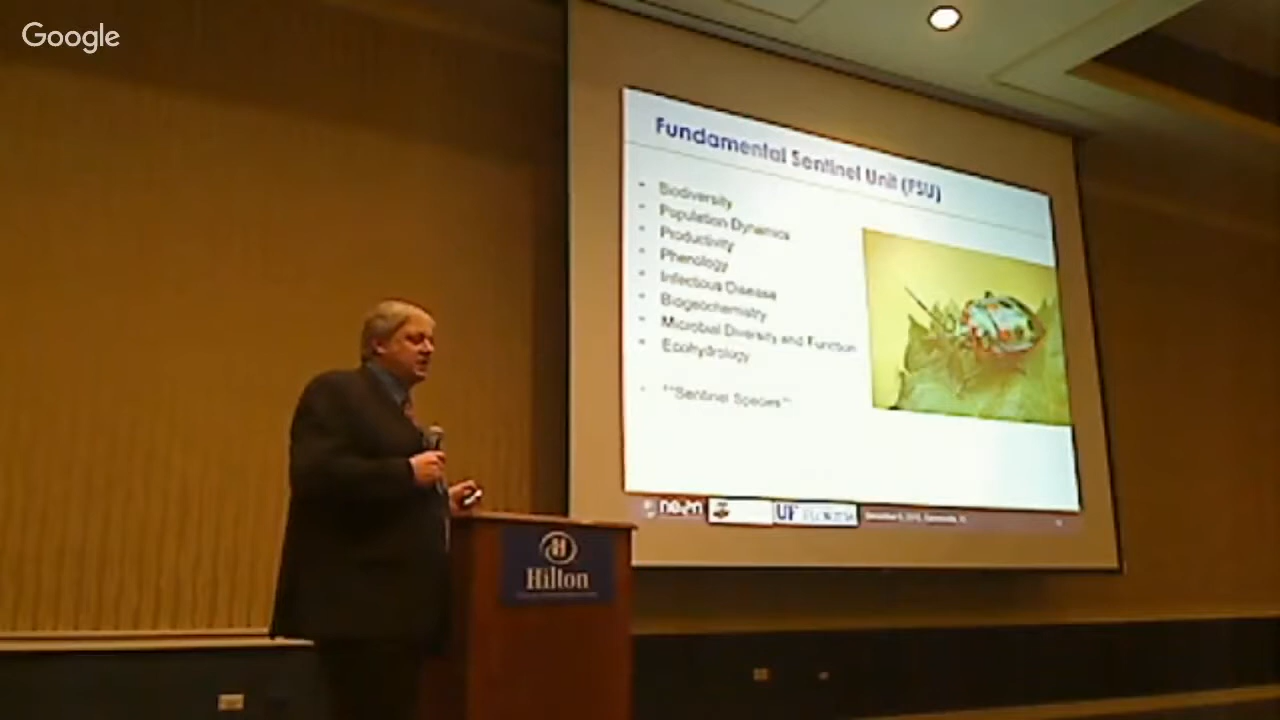 Google
Fundamental Sentinel Unit (FSU)
Biodiversity
Population Dynamics
Productivity
Phenology
Infectious Disease
Biogeochemistry
Microbial Diversity and Function
Ecohydrology
**Sentinel Species**
neon
UF FLORIDA
H
Hilton